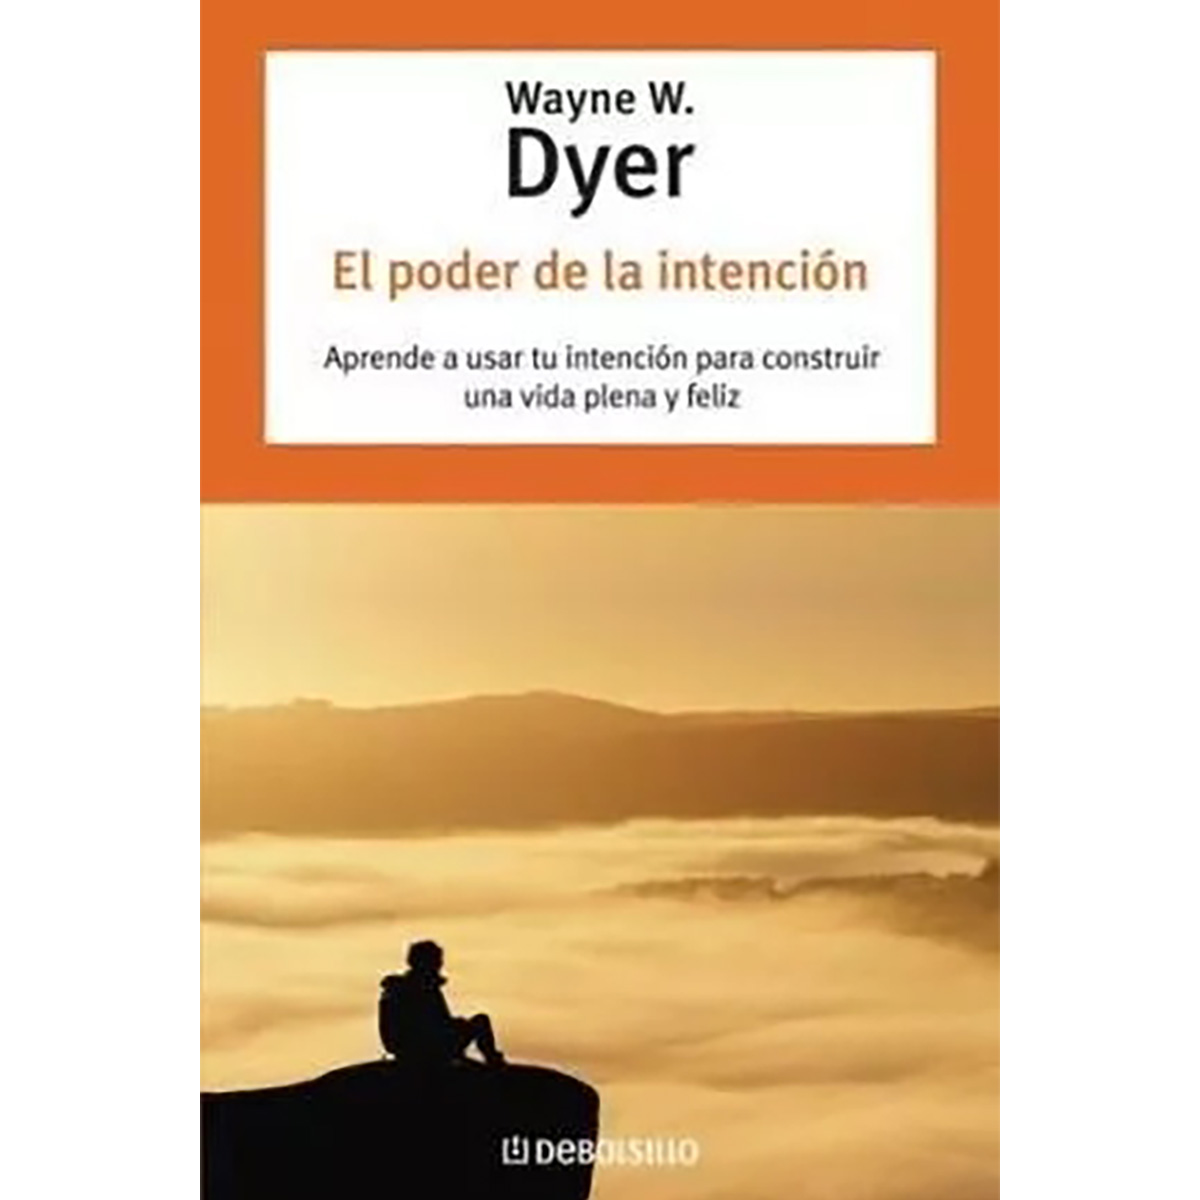 Wayne W.
Dyer
El poder de la intención
Aprende a usar tu intención para construir
una vida plena y feliz
DEBOLSILLO